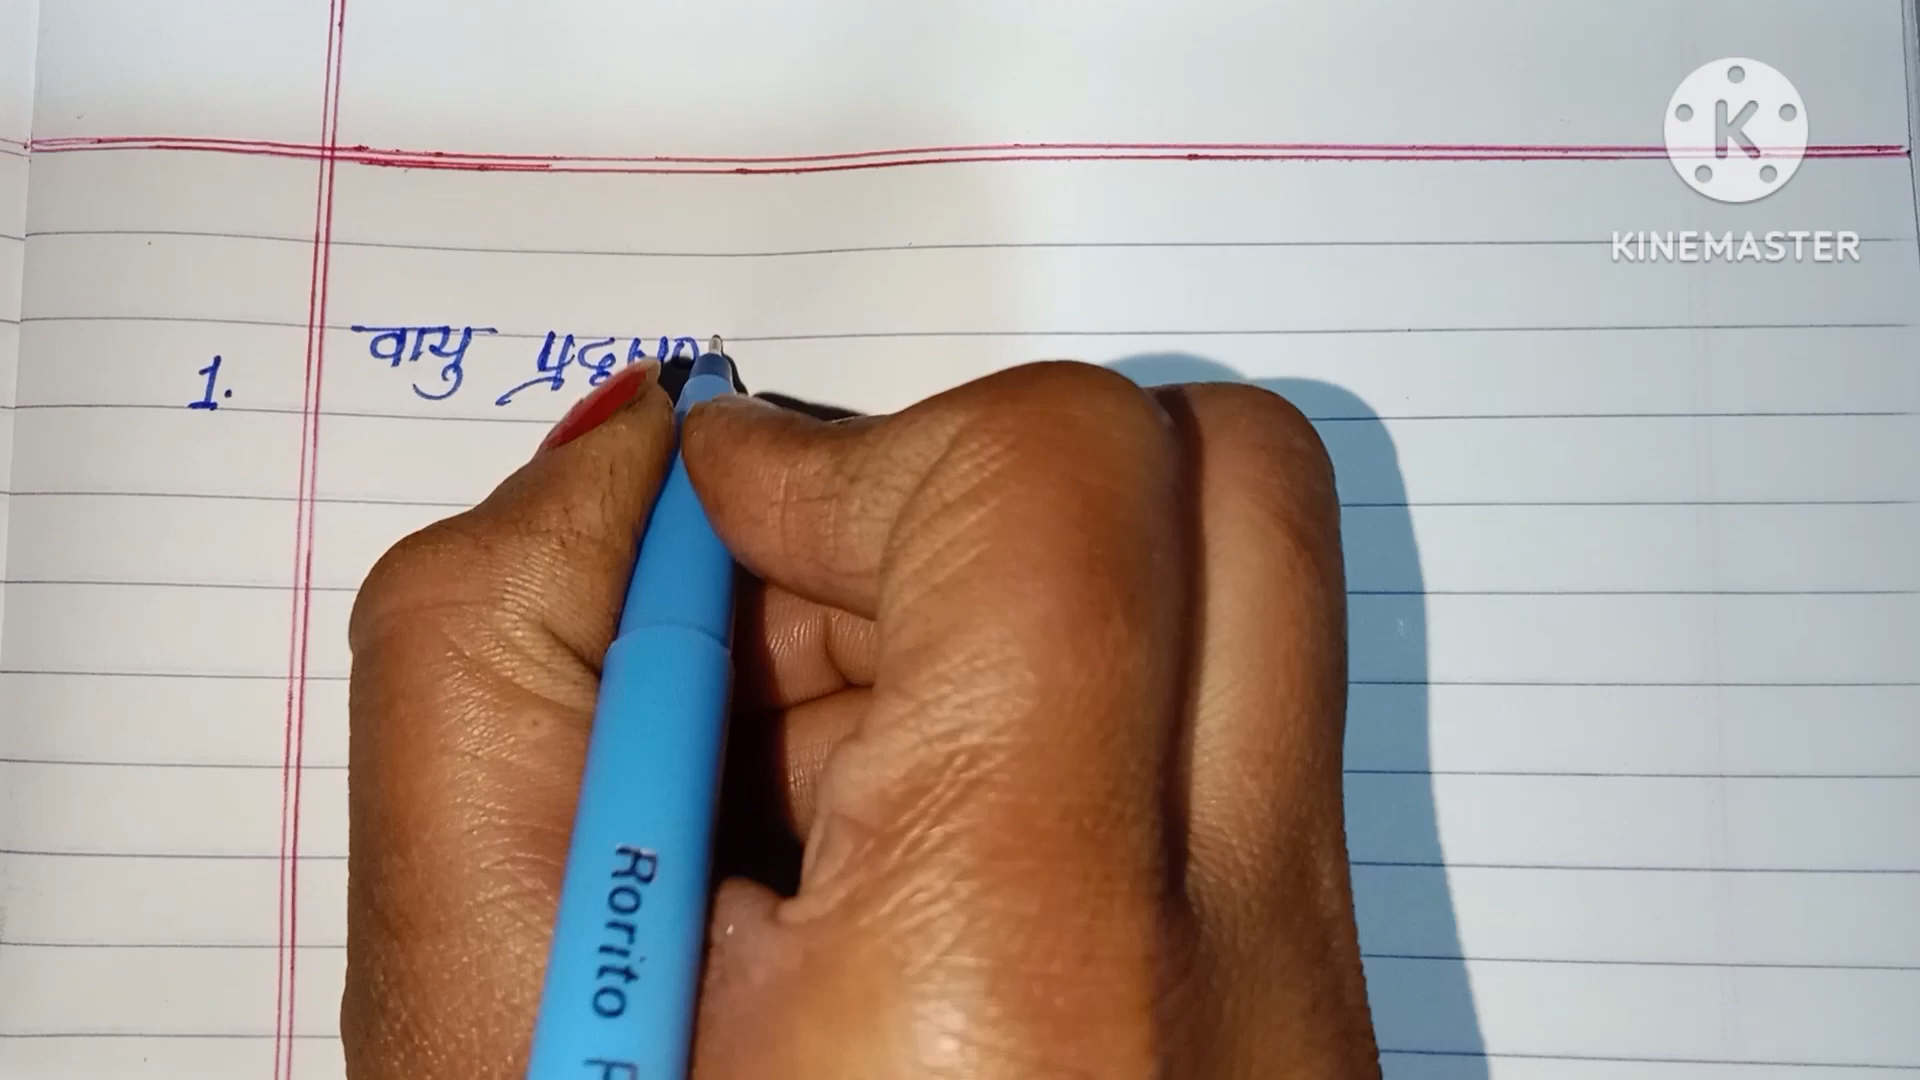 K
KINEMASTER
1. वायु
Rorito